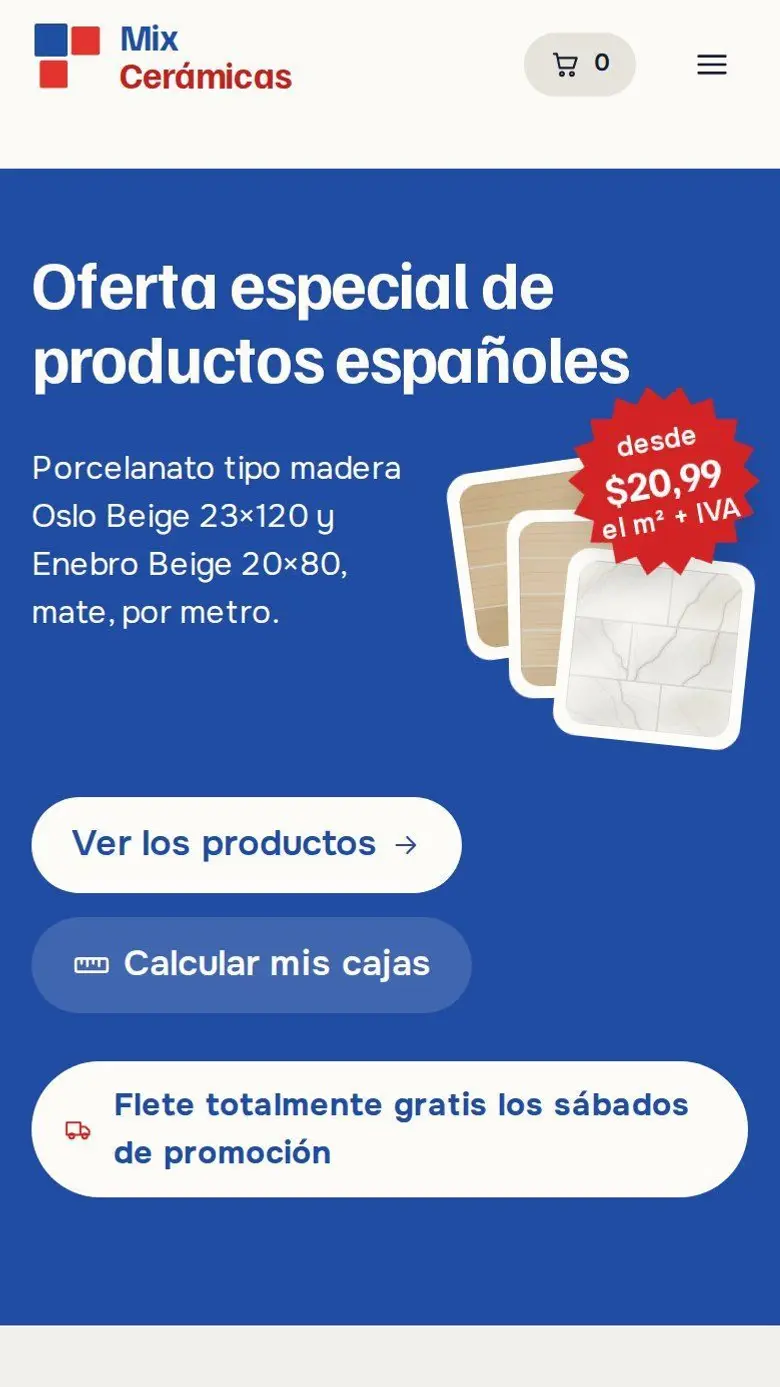 Mix
Cerámicas
0
Oferta especial de
productos españoles
Porcelanato tipo madera
Oslo Beige 23×120 y
Enebro Beige 20×80,
mate, por metro.
desde
$20,99
el m² + IVA
Ver los productos →
Calcular mis cajas
Flete totalmente gratis los sábados
de promoción